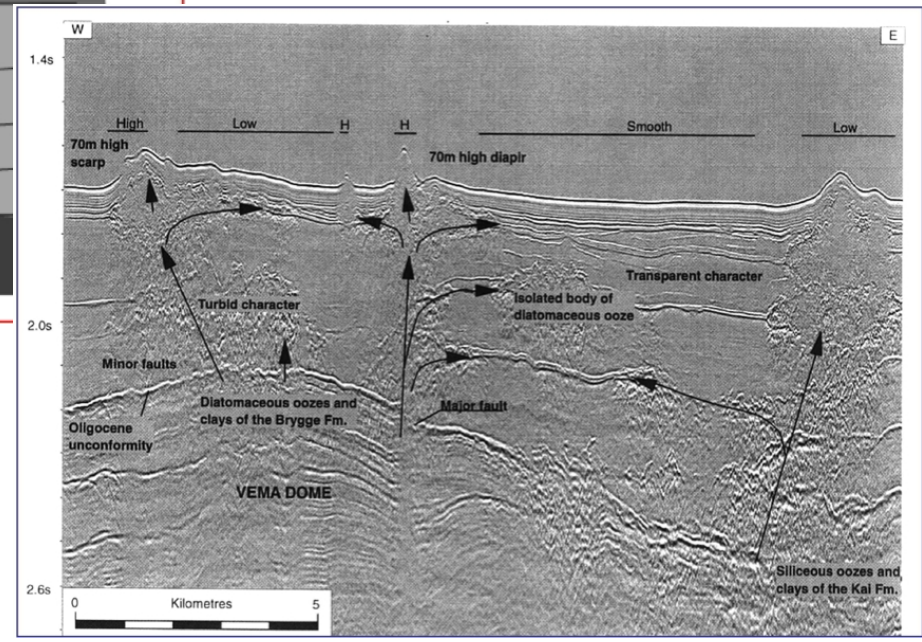 W
E
1.4s
High
Low
H
H
Smooth
Low
70m high
scarp
70m high diapir
Transparent character
Turbid character
Isolated body of
diatomaceous ooze
2.0s
Minor faults
Diatomaceous oozes and
clays of the Brygge Fm.
Major fault
Oligocene
unconformity
VEMA DOME
Siliceous oozes and
clays of the Kai Fm.
2.6s
0 Kilometres 5